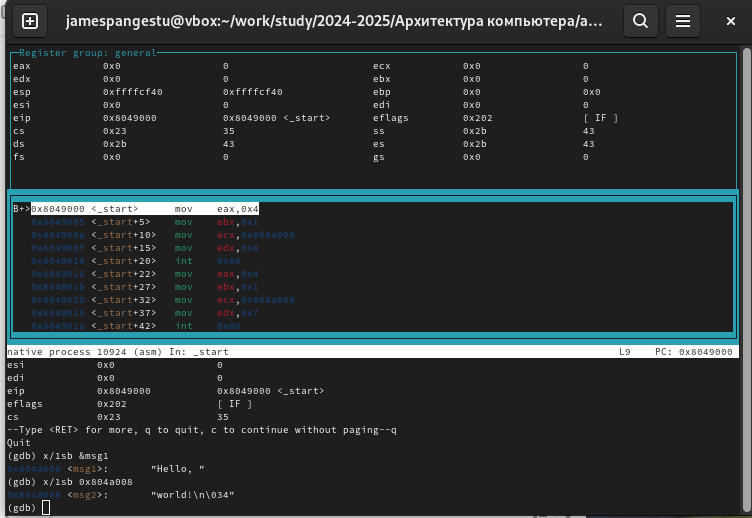 jamespangestu@vbox:~/work/study/2024-2025/Архитектура компьютера/a...
Register group: general
eax 0x0 0 ecx 0x0 0
edx 0x0 0 ebx 0x0 0
esp 0xffffcf40 0xffffcf40 ebp 0x0 0x0
esi 0x0 0 edi 0x0 0
eip 0x8049000 0x8049000 <_start> eflags 0x202 [ IF ]
cs 0x23 35 ss 0x2b 43
ds 0x2b 43 es 0x2b 43
fs 0x0 0 gs 0x0 0
B+>0x8049000 <_start> mov eax,0x4
0x8049005 <_start+5> mov ebx,0x1
0x804900a <_start+10> mov ecx,0x804a000
0x804900f <_start+15> mov edx,0x8
0x8049014 <_start+20> int 0x80
0x8049016 <_start+22> mov eax,0x4
0x804901b <_start+27> mov ebx,0x1
0x8049020 <_start+32> mov ecx,0x804a008
0x8049025 <_start+37> mov edx,0x7
0x804902a <_start+42> int 0x80
native process 10924 (asm) In: _start L9 PC: 0x8049000
esi 0x0 0
edi 0x0 0
eip 0x8049000 0x8049000 <_start>
eflags 0x202 [ IF ]
cs 0x23 35
--Type <RET> for more, q to quit, c to continue without paging--q
Quit
(gdb) x/1sb &msg1
0x804a000 <msg1>: "Hello, "
(gdb) x/1sb 0x804a008
0x804a008 <msg2>: "world!\n\034"
(gdb)